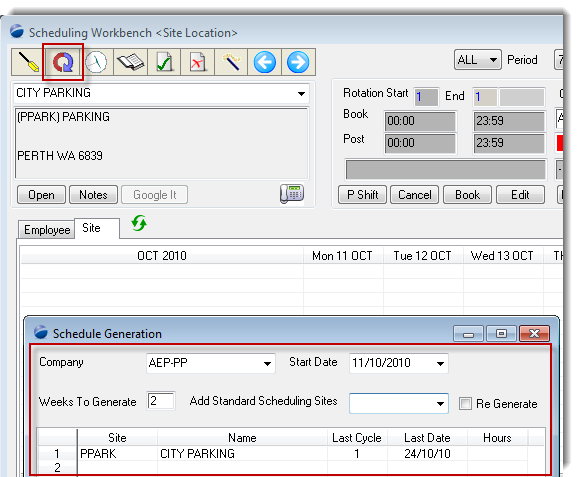 Scheduling Workbench <Site Location>
ALL Period 7
CITY PARKING
(PPARK) PARKING
PERTH WA 6839
Rotation Start 1 End 1
Book 00:00 23:59
Post 00:00 23:59
Open Notes Google It
P Shift Cancel Book Edit
Employee Site
OCT 2010 Mon 11 OCT Tue 12 OCT Wed 13 OCT TH
Schedule Generation
Company AEP-PP Start Date 11/10/2010
Weeks To Generate 2 Add Standard Scheduling Sites Re Generate
Site Name Last Cycle Last Date Hours
1 PPARK CITY PARKING 1 24/10/10
2